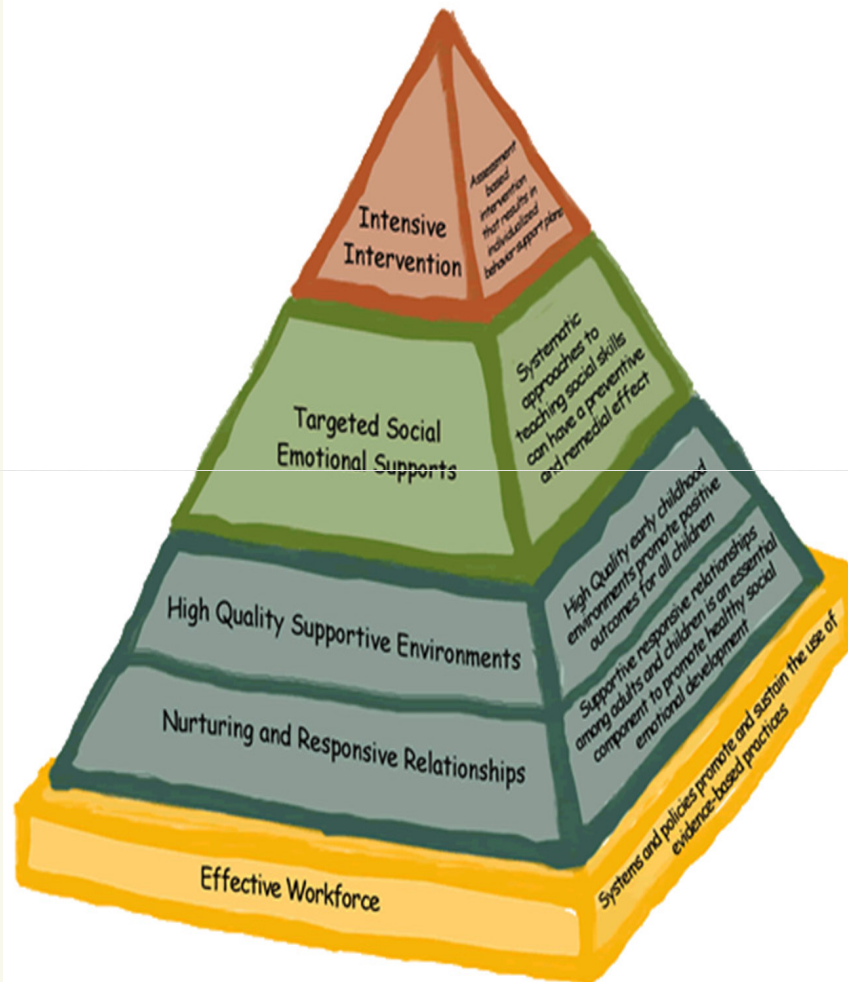 Intensive
Intervention
Assessment
based
intervention
that results in
individualized
behavior support plans
Targeted Social
Emotional Supports
Systematic
approaches to
teaching social skills
can have a preventive
and remedial effect
High Quality Supportive Environments
High Quality early childhood
environments promote positive
outcomes for all children
Nurturing and Responsive Relationships
Supportive responsive relationships
among adults and children is an essential
component to promote healthy social
emotional development
Effective Workforce
Systems and policies promote and sustain the use of
evidence-based practices